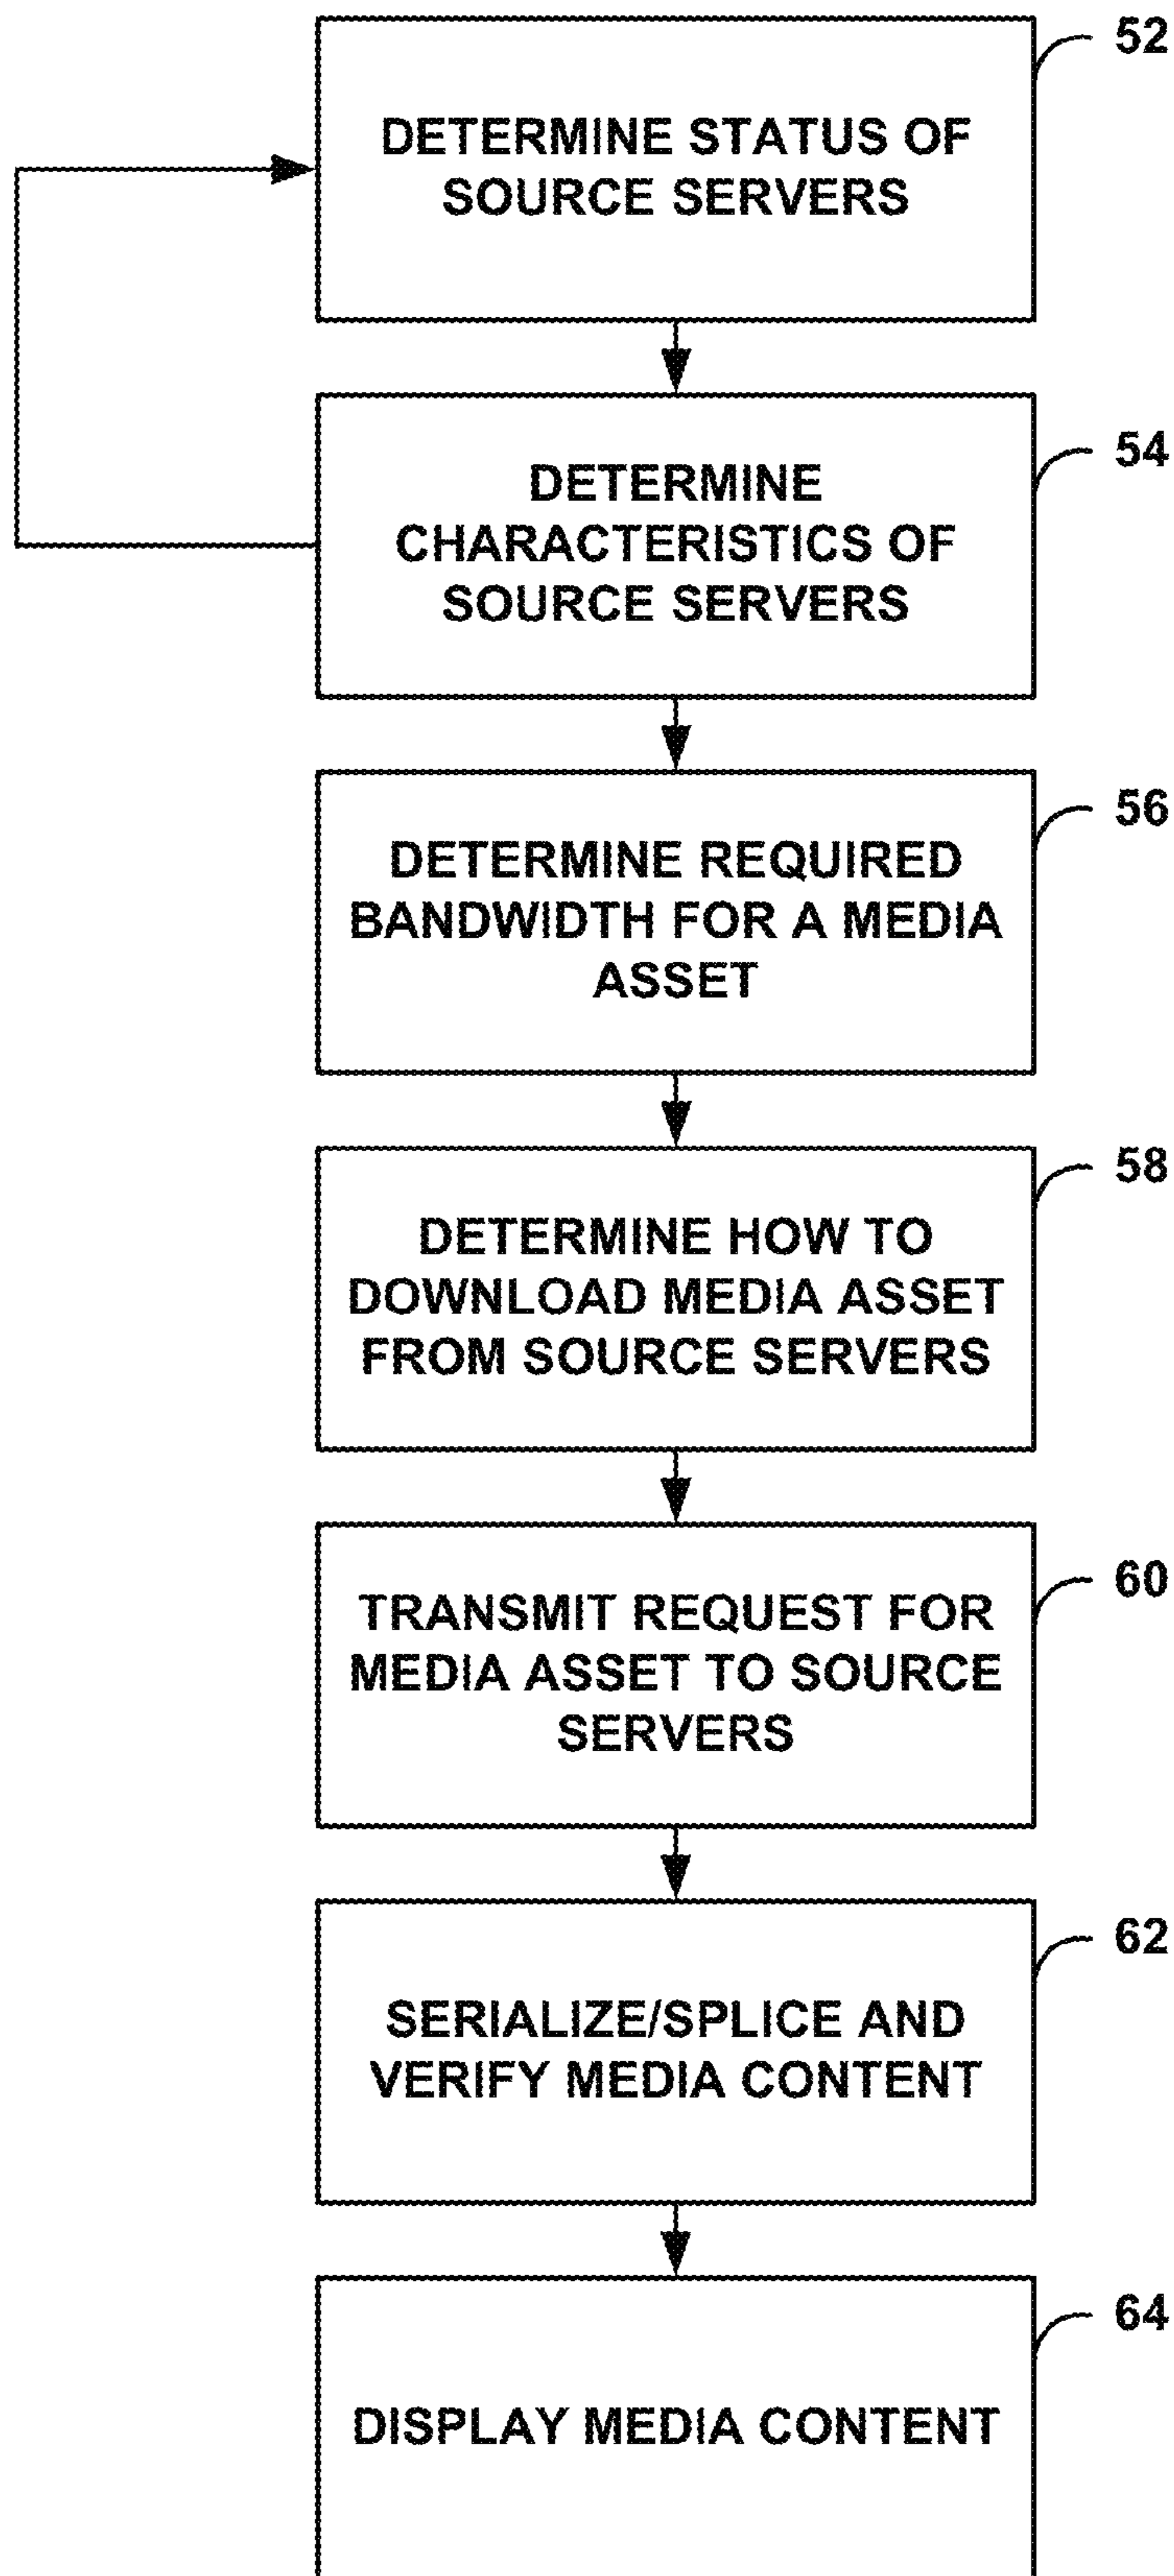 52
DETERMINE STATUS OF
SOURCE SERVERS
54
DETERMINE
CHARACTERISTICS OF
SOURCE SERVERS
56
DETERMINE REQUIRED
BANDWIDTH FOR A MEDIA
ASSET
58
DETERMINE HOW TO
DOWNLOAD MEDIA ASSET
FROM SOURCE SERVERS
60
TRANSMIT REQUEST FOR
MEDIA ASSET TO SOURCE
SERVERS
62
SERIALIZE/SPLICE AND
VERIFY MEDIA CONTENT
64
DISPLAY MEDIA CONTENT